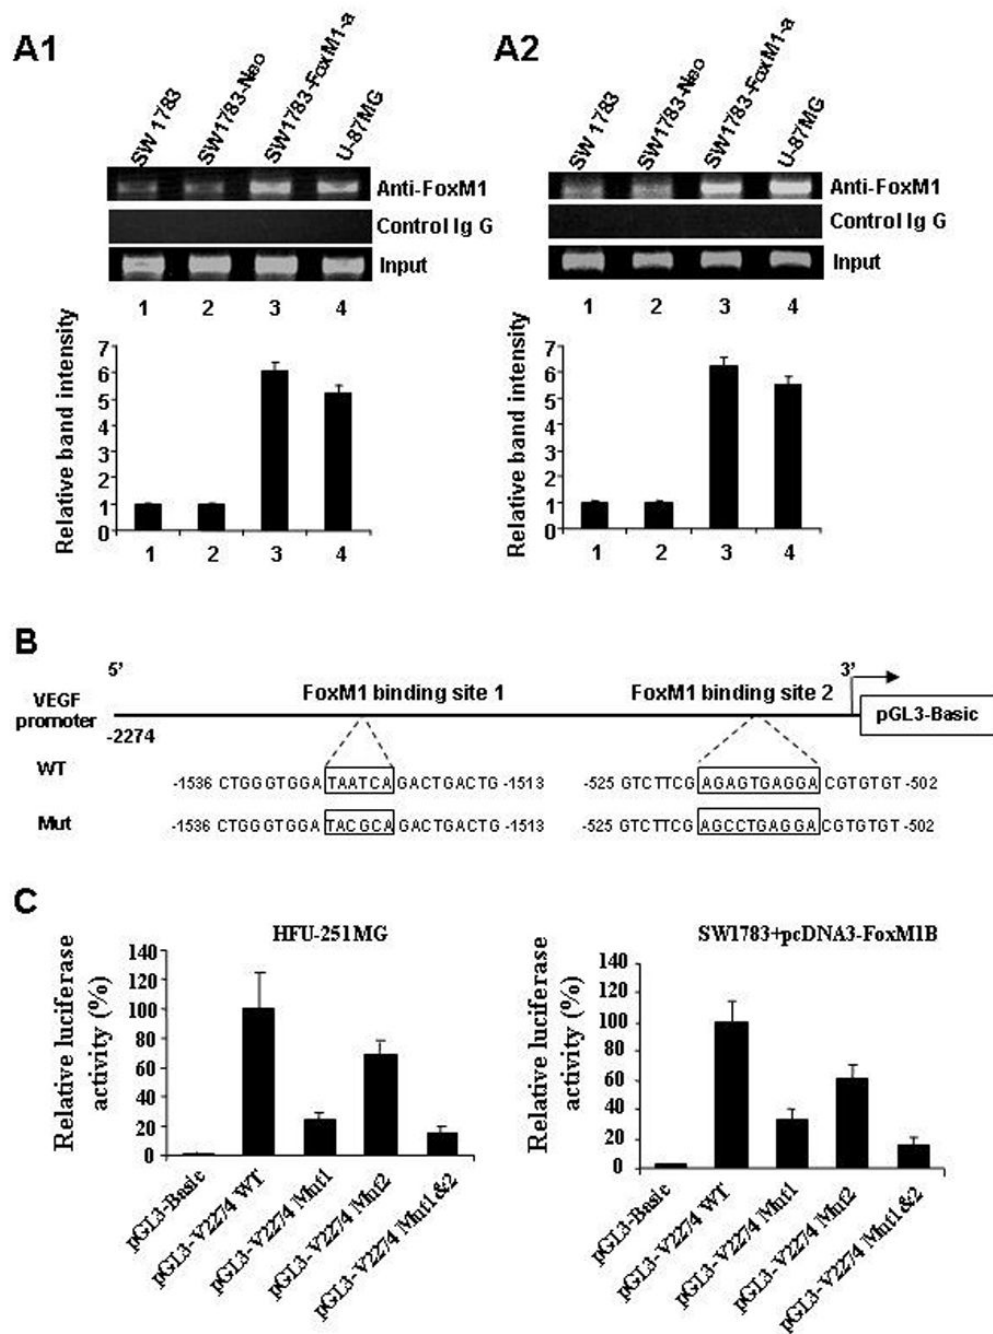 A1
SW 1783
SW1783-Neo
SW1783-FoxM1-a
U-87MG
Anti-FoxM1
Control Ig G
Input
1 2 3 4
Relative band intensity
7
6
5
4
3
2
1
0
1 2 3 4
A2
SW 1783
SW1783-Neo
SW1783-FoxM1-a
U-87MG
Anti-FoxM1
Control Ig G
Input
1 2 3 4
Relative band intensity
7
6
5
4
3
2
1
0
1 2 3 4
B
5’ 3’
VEGF promoter
-2274
FoxM1 binding site 1 FoxM1 binding site 2
pGL3-Basic
WT
-1536 CTGGGTGGA TAATCA GACTGACTG -1513 -525 GTCTTCG AGAGTGAGGA CGTGTGT -502
Mut
-1536 CTGGGTGGA TACGCA GACTGACTG -1513 -525 GTCTTCG AGCCTGAGGA CGTGTGT -502
C
HFU-251MG
Relative luciferase activity (%)
140
120
100
80
60
40
20
0
pGL3-Basic
pGL3-V2274 WT
pGL3-V2274 Mut1
pGL3-V2274 Mut2
pGL3-V2274 Mut1&2
SW1783+pcDNA3-FoxM1B
Relative luciferase activity (%)
140
120
100
80
60
40
20
0
pGL3-Basic
pGL3-V2274 WT
pGL3-V2274 Mut1
pGL3-V2274 Mut2
pGL3-V2274 Mut1&2